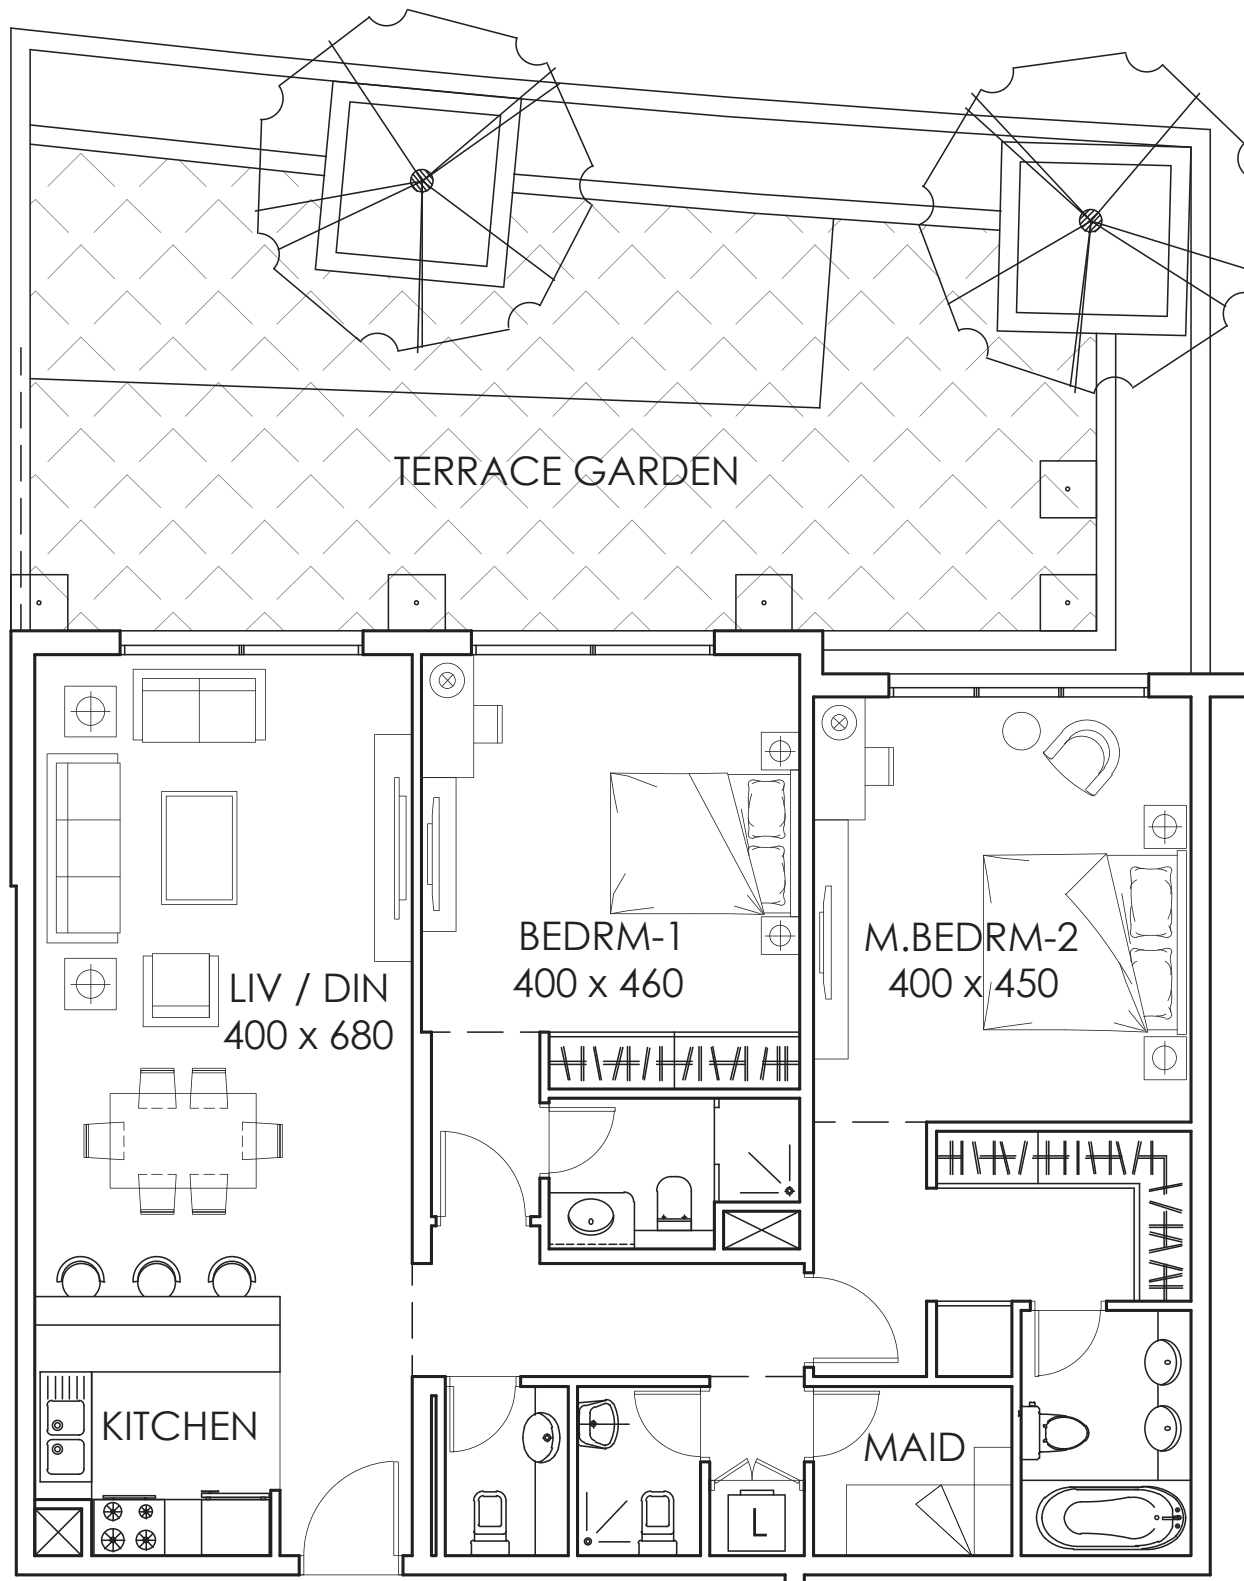 TERRACE GARDEN
BEDRM-1
400 x 460
M.BEDRM-2
400 x 450
LIV / DIN
400 x 680
KITCHEN
MAID
L